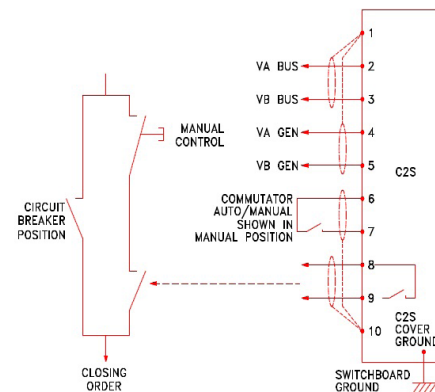 1
VA BUS 2
VB BUS 3
MANUAL
CONTROL
VA GEN 4
VB GEN 5
C2S
CIRCUIT
BREAKER
POSITION
COMMUTATOR
AUTO/MANUAL
SHOWN IN
MANUAL POSITION
6
7
8
9
C2S
COVER
GROUND
10
CLOSING
ORDER
SWITCHBOARD
GROUND